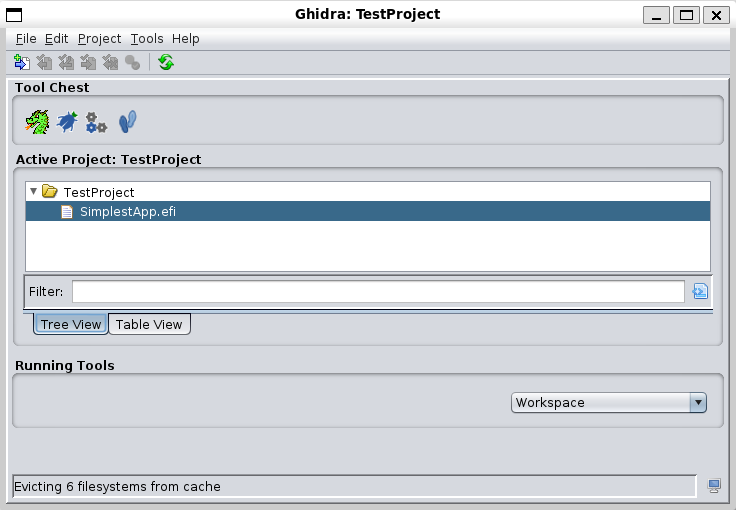 Ghidra: TestProject
File Edit Project Tools Help
Tool Chest
Active Project: TestProject
TestProject
SimplestApp.efi
Filter:
Tree View Table View
Running Tools
Workspace
Evicting 6 filesystems from cache